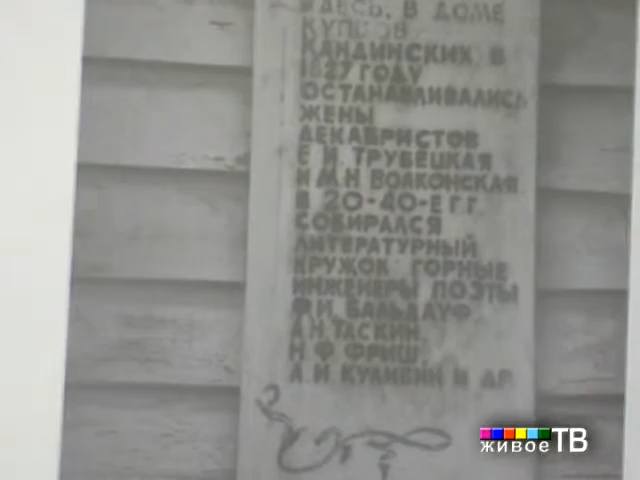 ЗДЕСЬ, В ДОМЕ
КУПЦОВ
КАНДИНСКИХ В
1827 ГОДУ
ОСТАНАВЛИВАЛИСЬ
ЖЕНЫ
ДЕКАБРИСТОВ
Е И. ТРУБЕЦКАЯ
И М Н ВОЛКОНСКАЯ
В 20-40-Е ГГ.
СОБИРАЛСЯ
ЛИТЕРАТУРНЫЙ
КРУЖОК ГОРНЫЕ
ИНЖЕНЕРЫ ПОЭТЫ
Ф И БАЛЬДАУФ
А Н ТАСКИН
Н Ф ФРИШ,
А. И КУЛИБИН И ДР.
живое ТВ